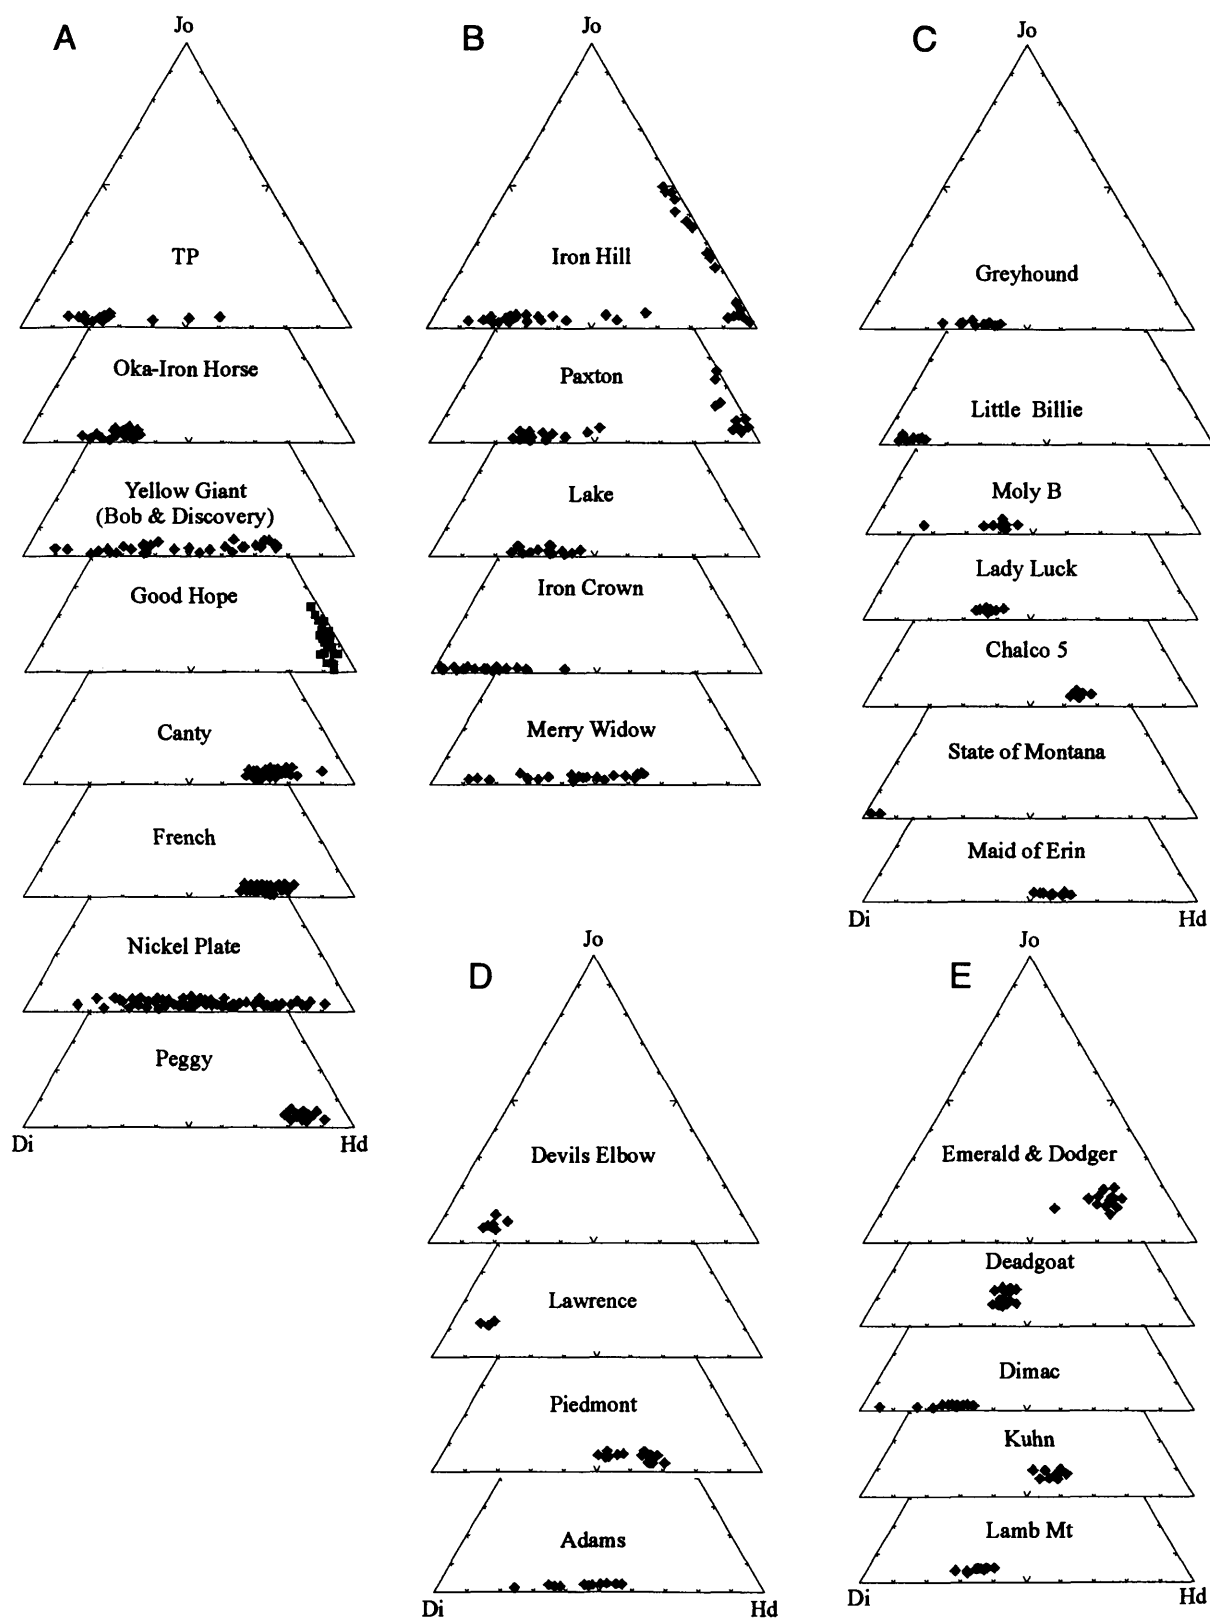 A
Jo
TP
Oka-Iron Horse
Yellow Giant
(Bob & Discovery)
Good Hope
Canty
French
Nickel Plate
Peggy
Di
Hd
B
Jo
Iron Hill
Paxton
Lake
Iron Crown
Merry Widow
C
Jo
Greyhound
Little Billie
Moly B
Lady Luck
Chalco 5
State of Montana
Maid of Erin
Di
Hd
D
Jo
Devils Elbow
Lawrence
Piedmont
Adams
Di
Hd
E
Jo
Emerald & Dodger
Deadgoat
Dimac
Kuhn
Lamb Mt
Di
Hd